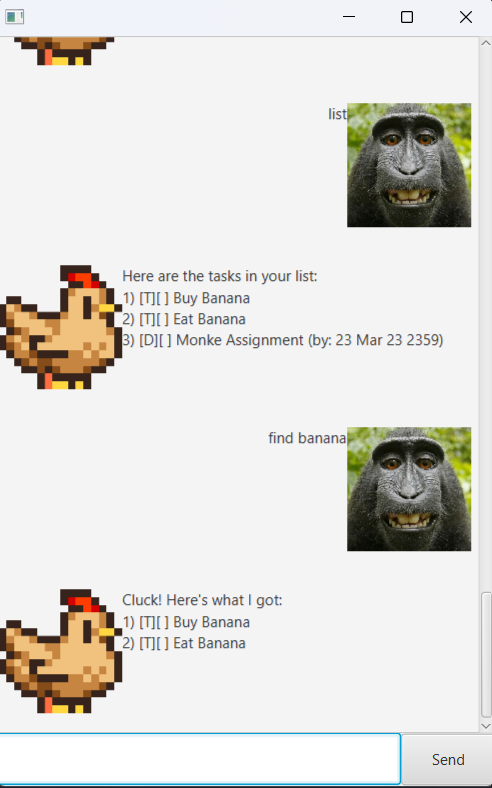 list
Here are the tasks in your list:
1) [T][ ] Buy Banana
2) [T][ ] Eat Banana
3) [D][ ] Monke Assignment (by: 23 Mar 23 2359)
find banana
Cluck! Here's what I got:
1) [T][ ] Buy Banana
2) [T][ ] Eat Banana
Send